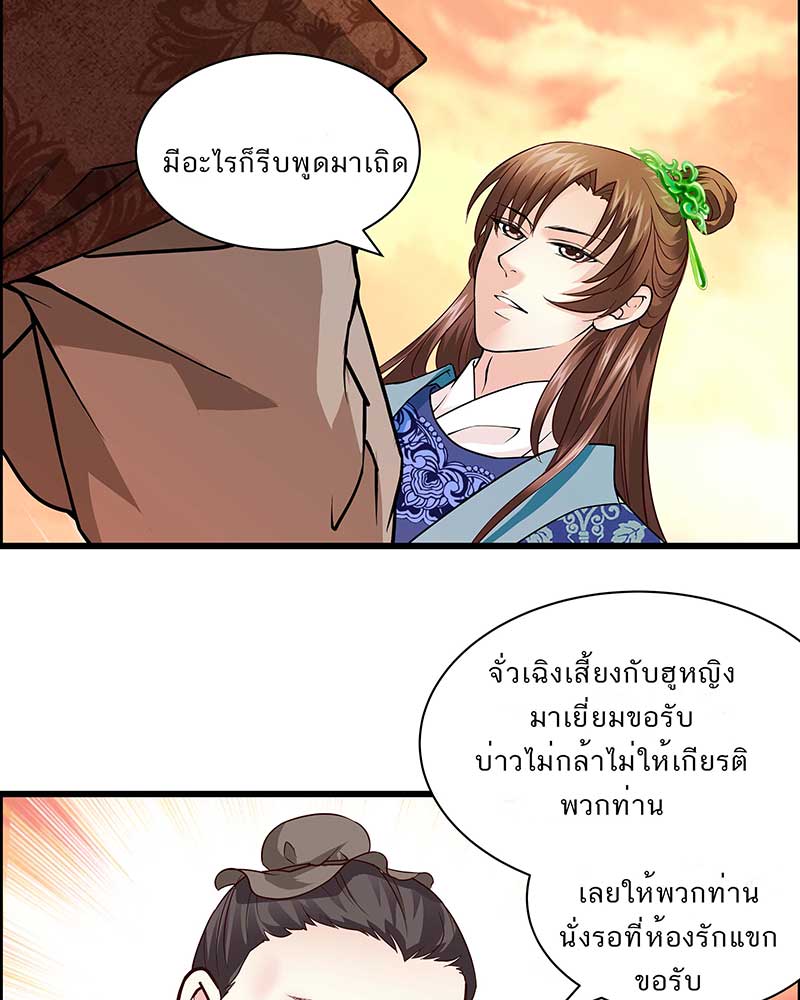 มีอะไรก็รีบพูดมาเถิด
จั่วเฉิงเสี้ยงกับฮูหญิง
มาเยี่ยมขอรับ
บ่าวไม่กล้าไม่ให้เกียรติ
พวกท่าน
เลยให้พวกท่าน
นั่งรอที่ห้องรักแขก
ขอรับ